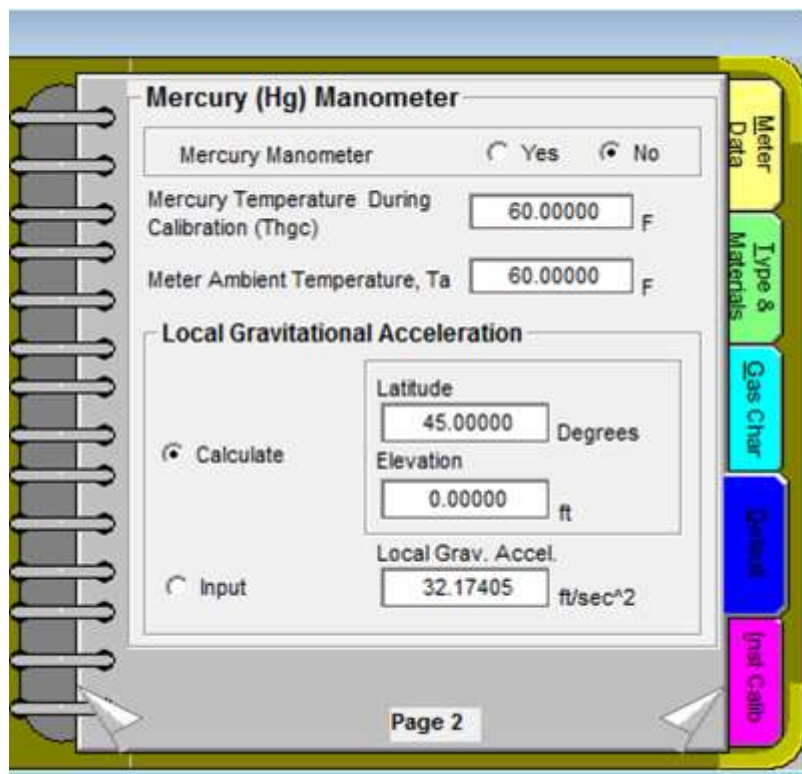 Mercury (Hg) Manometer
Mercury Manometer Yes No
Mercury Temperature During
Calibration (Thgc)
60.00000 F
Meter Ambient Temperature, Ta 60.00000 F
Local Gravitational Acceleration
Latitude
45.00000 Degrees
Calculate
Elevation
0.00000 ft
Local Grav. Accel.
Input 32.17405 ft/sec^2
Page 2
Meter
Data
Type &
Materials
Gas Char
Default
Inst Calib